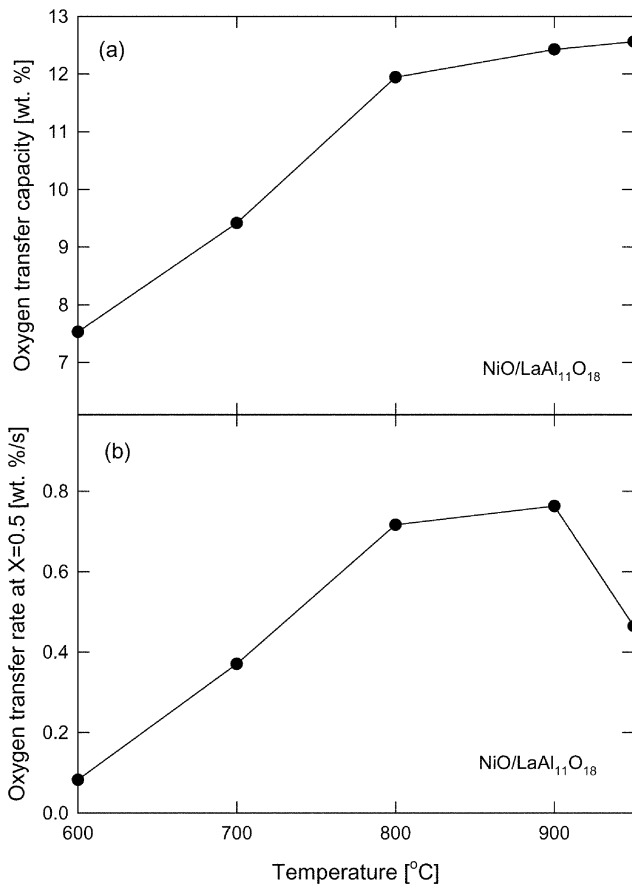 13
(a)
12
11
10
9
8
7
Oxygen transfer capacity [wt. %]
NiO/LaAl₁₁O₁₈
(b)
0.8
0.6
0.4
0.2
0.0
Oxygen transfer rate at X=0.5 [wt. %/s]
NiO/LaAl₁₁O₁₈
600 700 800 900
Temperature [°C]